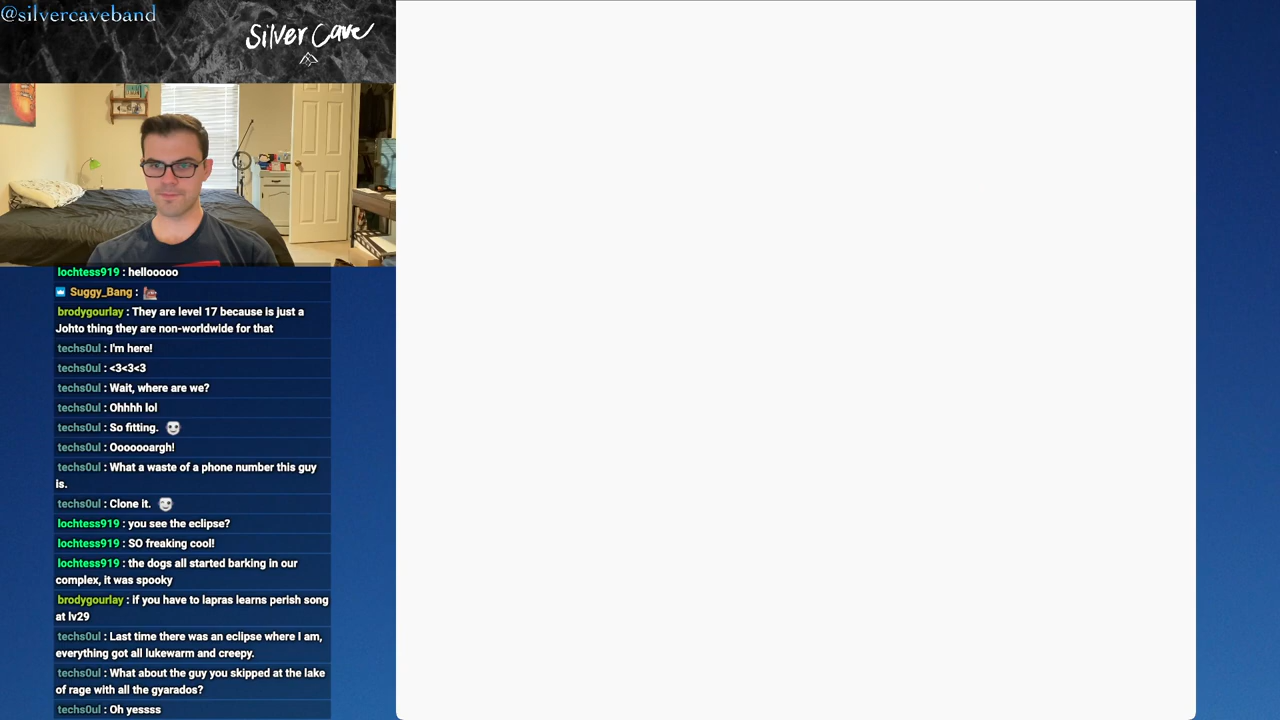 @silvercaveband
Silver Cave
lochtess919 : hellooooo
Suggy_Bang :
brodygourlay : They are level 17 because is just a
Johto thing they are non-worldwide for that
techs0ul : I'm here!
techs0ul : <3<3<3
techs0ul : Wait, where are we?
techs0ul : Ohhhh lol
techs0ul : So fitting.
techs0ul : Ooooooargh!
techs0ul : What a waste of a phone number this guy
is.
techs0ul : Clone it.
lochtess919 : you see the eclipse?
lochtess919 : SO freaking cool!
lochtess919 : the dogs all started barking in our
complex, it was spooky
brodygourlay : if you have to lapras learns perish song
at lv29
techs0ul : Last time there was an eclipse where I am,
everything got all lukewarm and creepy.
techs0ul : What about the guy you skipped at the lake
of rage with all the gyarados?
techs0ul : Oh yessss